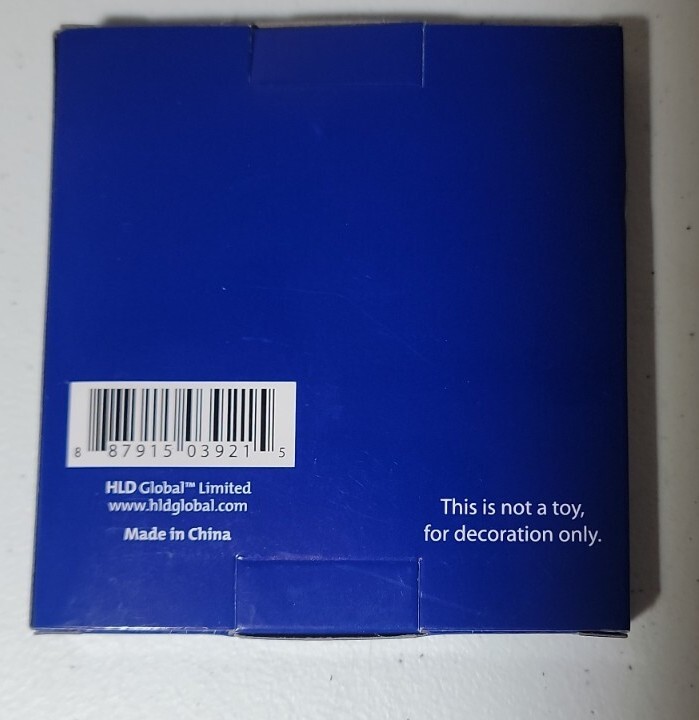 8 87915 03921 5
HLD Global™ Limited
www.hldglobal.com
Made in China
This is not a toy,
for decoration only.